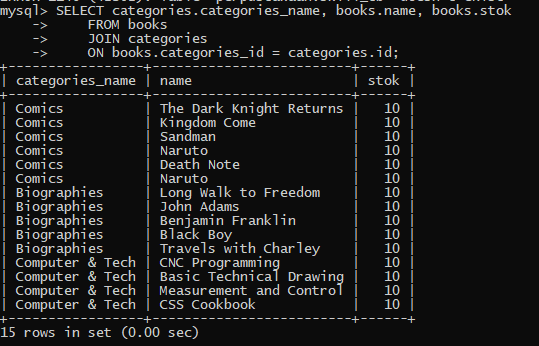 mysql> SELECT categories.categories_name, books.name, books.stok
    ->     FROM books
    ->     JOIN categories
    ->     ON books.categories_id = categories.id;
+-----------------+------------------------+------+
| categories_name | name                   | stok |
+-----------------+------------------------+------+
| Comics          | The Dark Knight Returns |   10 |
| Comics          | Kingdom Come            |   10 |
| Comics          | Sandman                 |   10 |
| Comics          | Naruto                  |   10 |
| Comics          | Death Note              |   10 |
| Comics          | Naruto                  |   10 |
| Biographies     | Long Walk to Freedom    |   10 |
| Biographies     | John Adams              |   10 |
| Biographies     | Benjamin Franklin       |   10 |
| Biographies     | Black Boy               |   10 |
| Biographies     | Travels with Charley    |   10 |
| Computer & Tech | CNC Programming         |   10 |
| Computer & Tech | Basic Technical Drawing |   10 |
| Computer & Tech | Measurement and Control |   10 |
| Computer & Tech | CSS Cookbook            |   10 |
+-----------------+------------------------+------+
15 rows in set (0.00 sec)